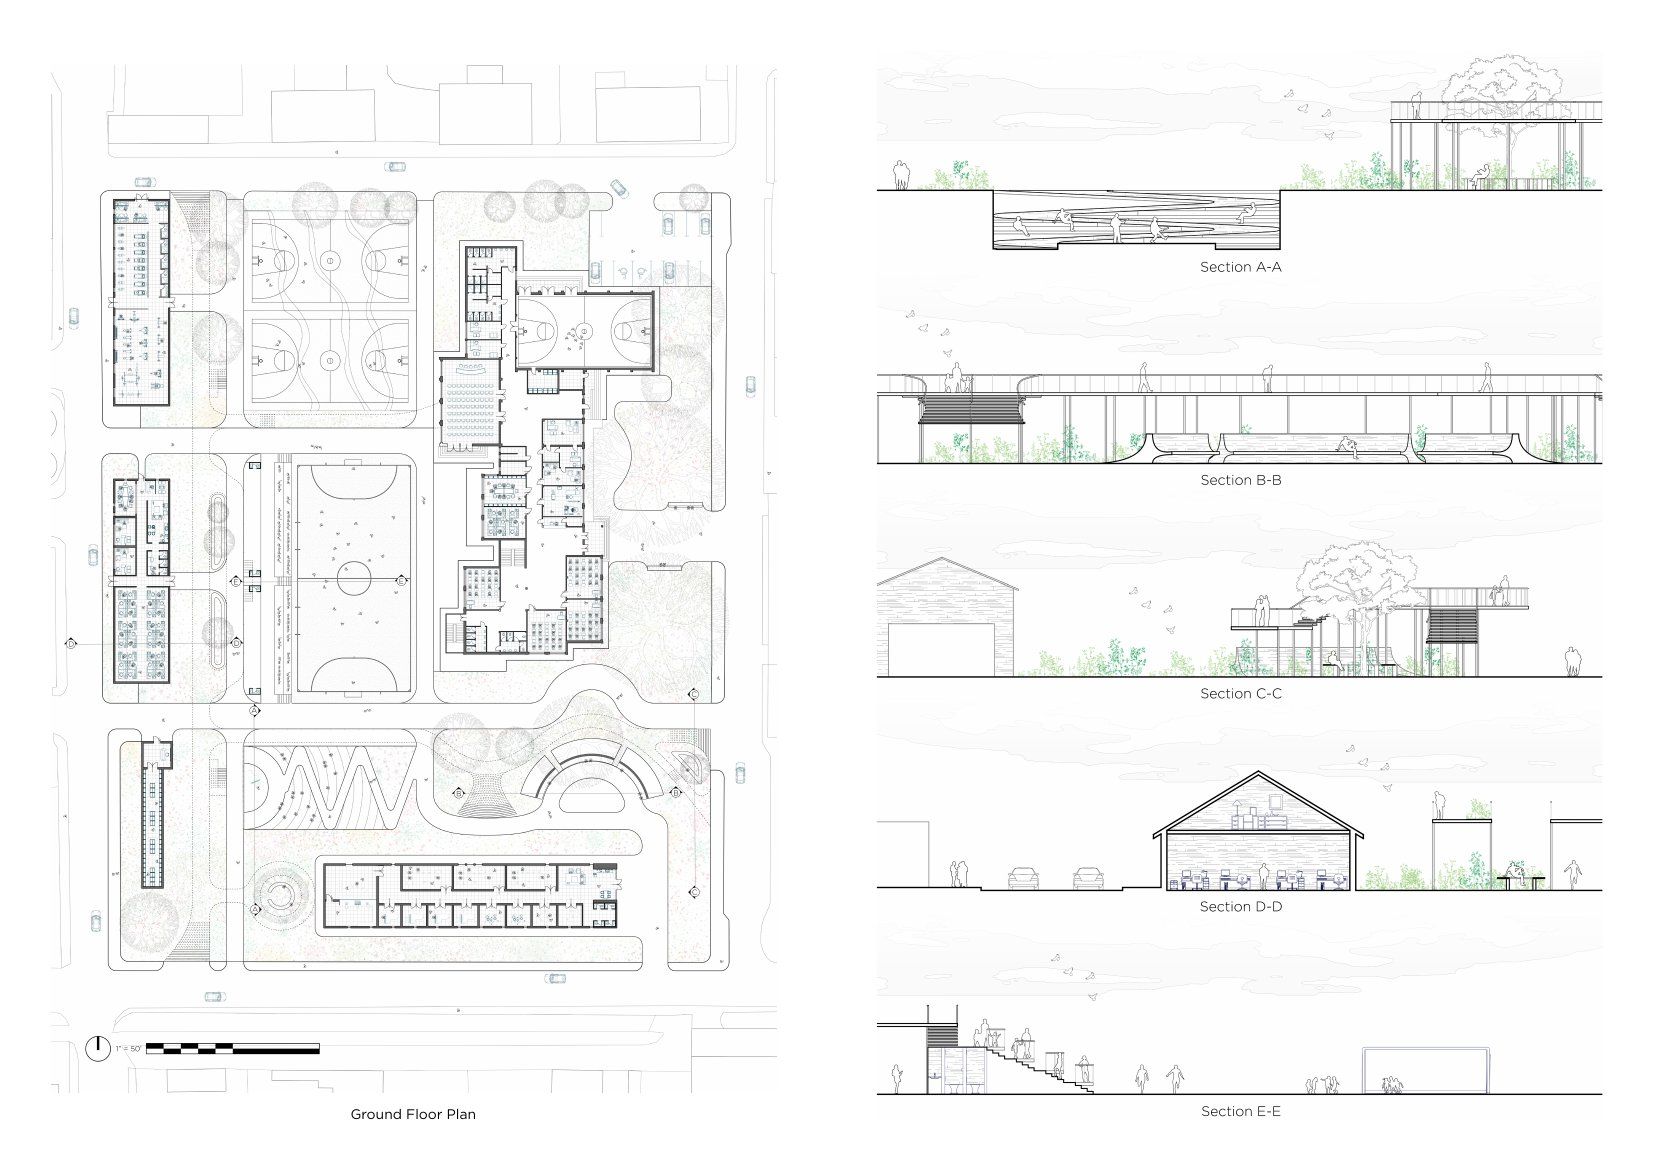 Section A-A
Section B-B
Section C-C
Section D-D
Section E-E
A
A
B
B
C
C
D
D
E
E
1" = 50'
Ground Floor Plan